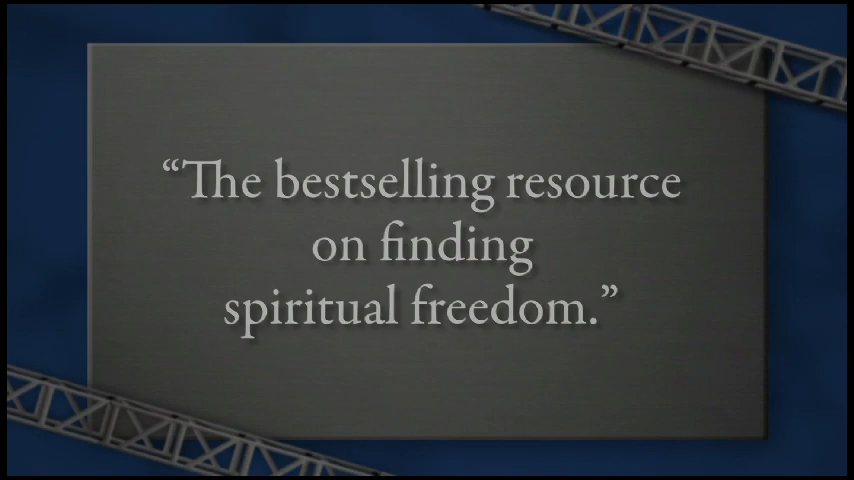 “The bestselling resource
on finding
spiritual freedom.”